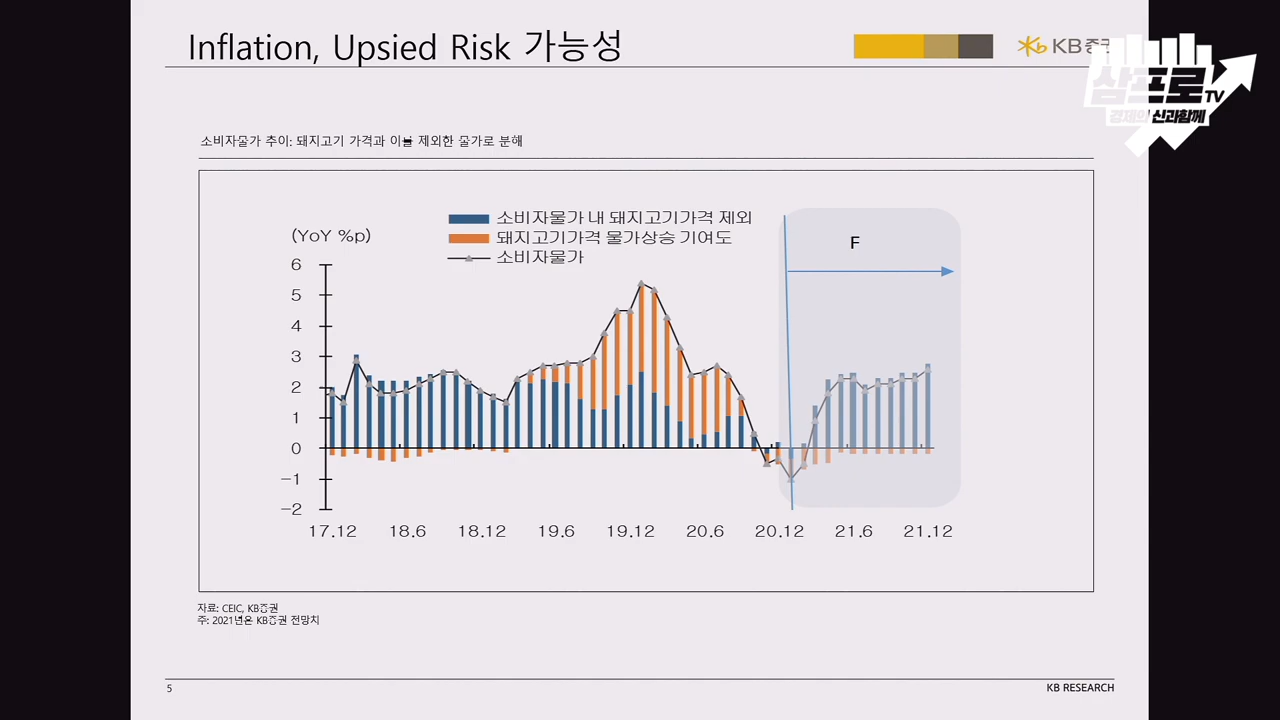 Inflation, Upsied Risk 가능성
KB증권
삼프로TV
경제의 신과함께
소비자물가 추이: 돼지고기 가격과 이를 제외한 물가로 분해
소비자물가 내 돼지고기가격 제외
돼지고기가격 물가상승 기여도
소비자물가
(YoY %p)
F
6
5
4
3
2
1
0
-1
-2
17.12 18.6 18.12 19.6 19.12 20.6 20.12 21.6 21.12
자료: CEIC, KB증권
주: 2021년은 KB증권 전망치
5
KB RESEARCH